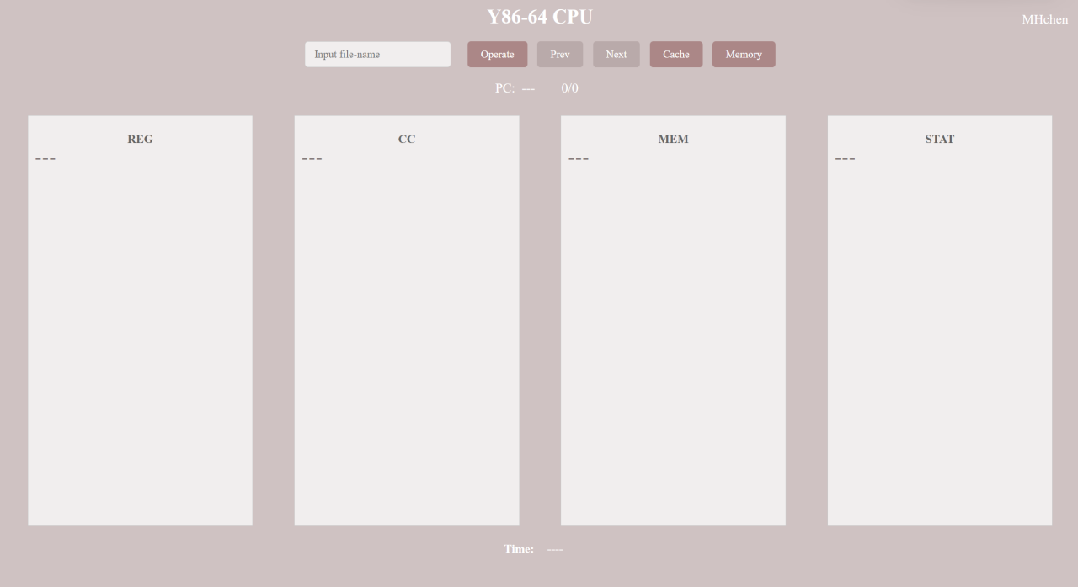 Y86-64 CPU
MHchen
Input file-name
Operate
Prev
Next
Cache
Memory
PC: --- 0/0
REG
CC
MEM
STAT
---
---
---
---
Time: ----